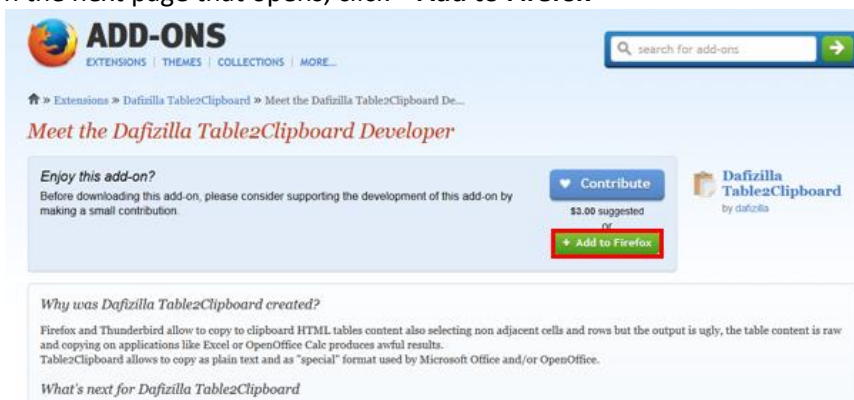 the next page that opens, click "Add to Firefox"
ADD-ONS
EXTENSIONS | THEMES | COLLECTIONS | MORE...
search for add-ons
» Extensions » Dafizilla Table2Clipboard » Meet the Dafizilla Table2Clipboard De...
Meet the Dafizilla Table2Clipboard Developer
Enjoy this add-on?
Before downloading this add-on, please consider supporting the development of this add-on by
making a small contribution.
Contribute
$3.00 suggested
or
+ Add to Firefox
Dafizilla
Table2Clipboard
by dafizilla
Why was Dafizilla Table2Clipboard created?
Firefox and Thunderbird allow to copy to clipboard HTML tables content also selecting non adjacent cells and rows but the output is ugly, the table content is raw
and copying on applications like Excel or OpenOffice Calc produces awful results.
Table2Clipboard allows to copy as plain text and as "special" format used by Microsoft Office and/or OpenOffice.
What's next for Dafizilla Table2Clipboard